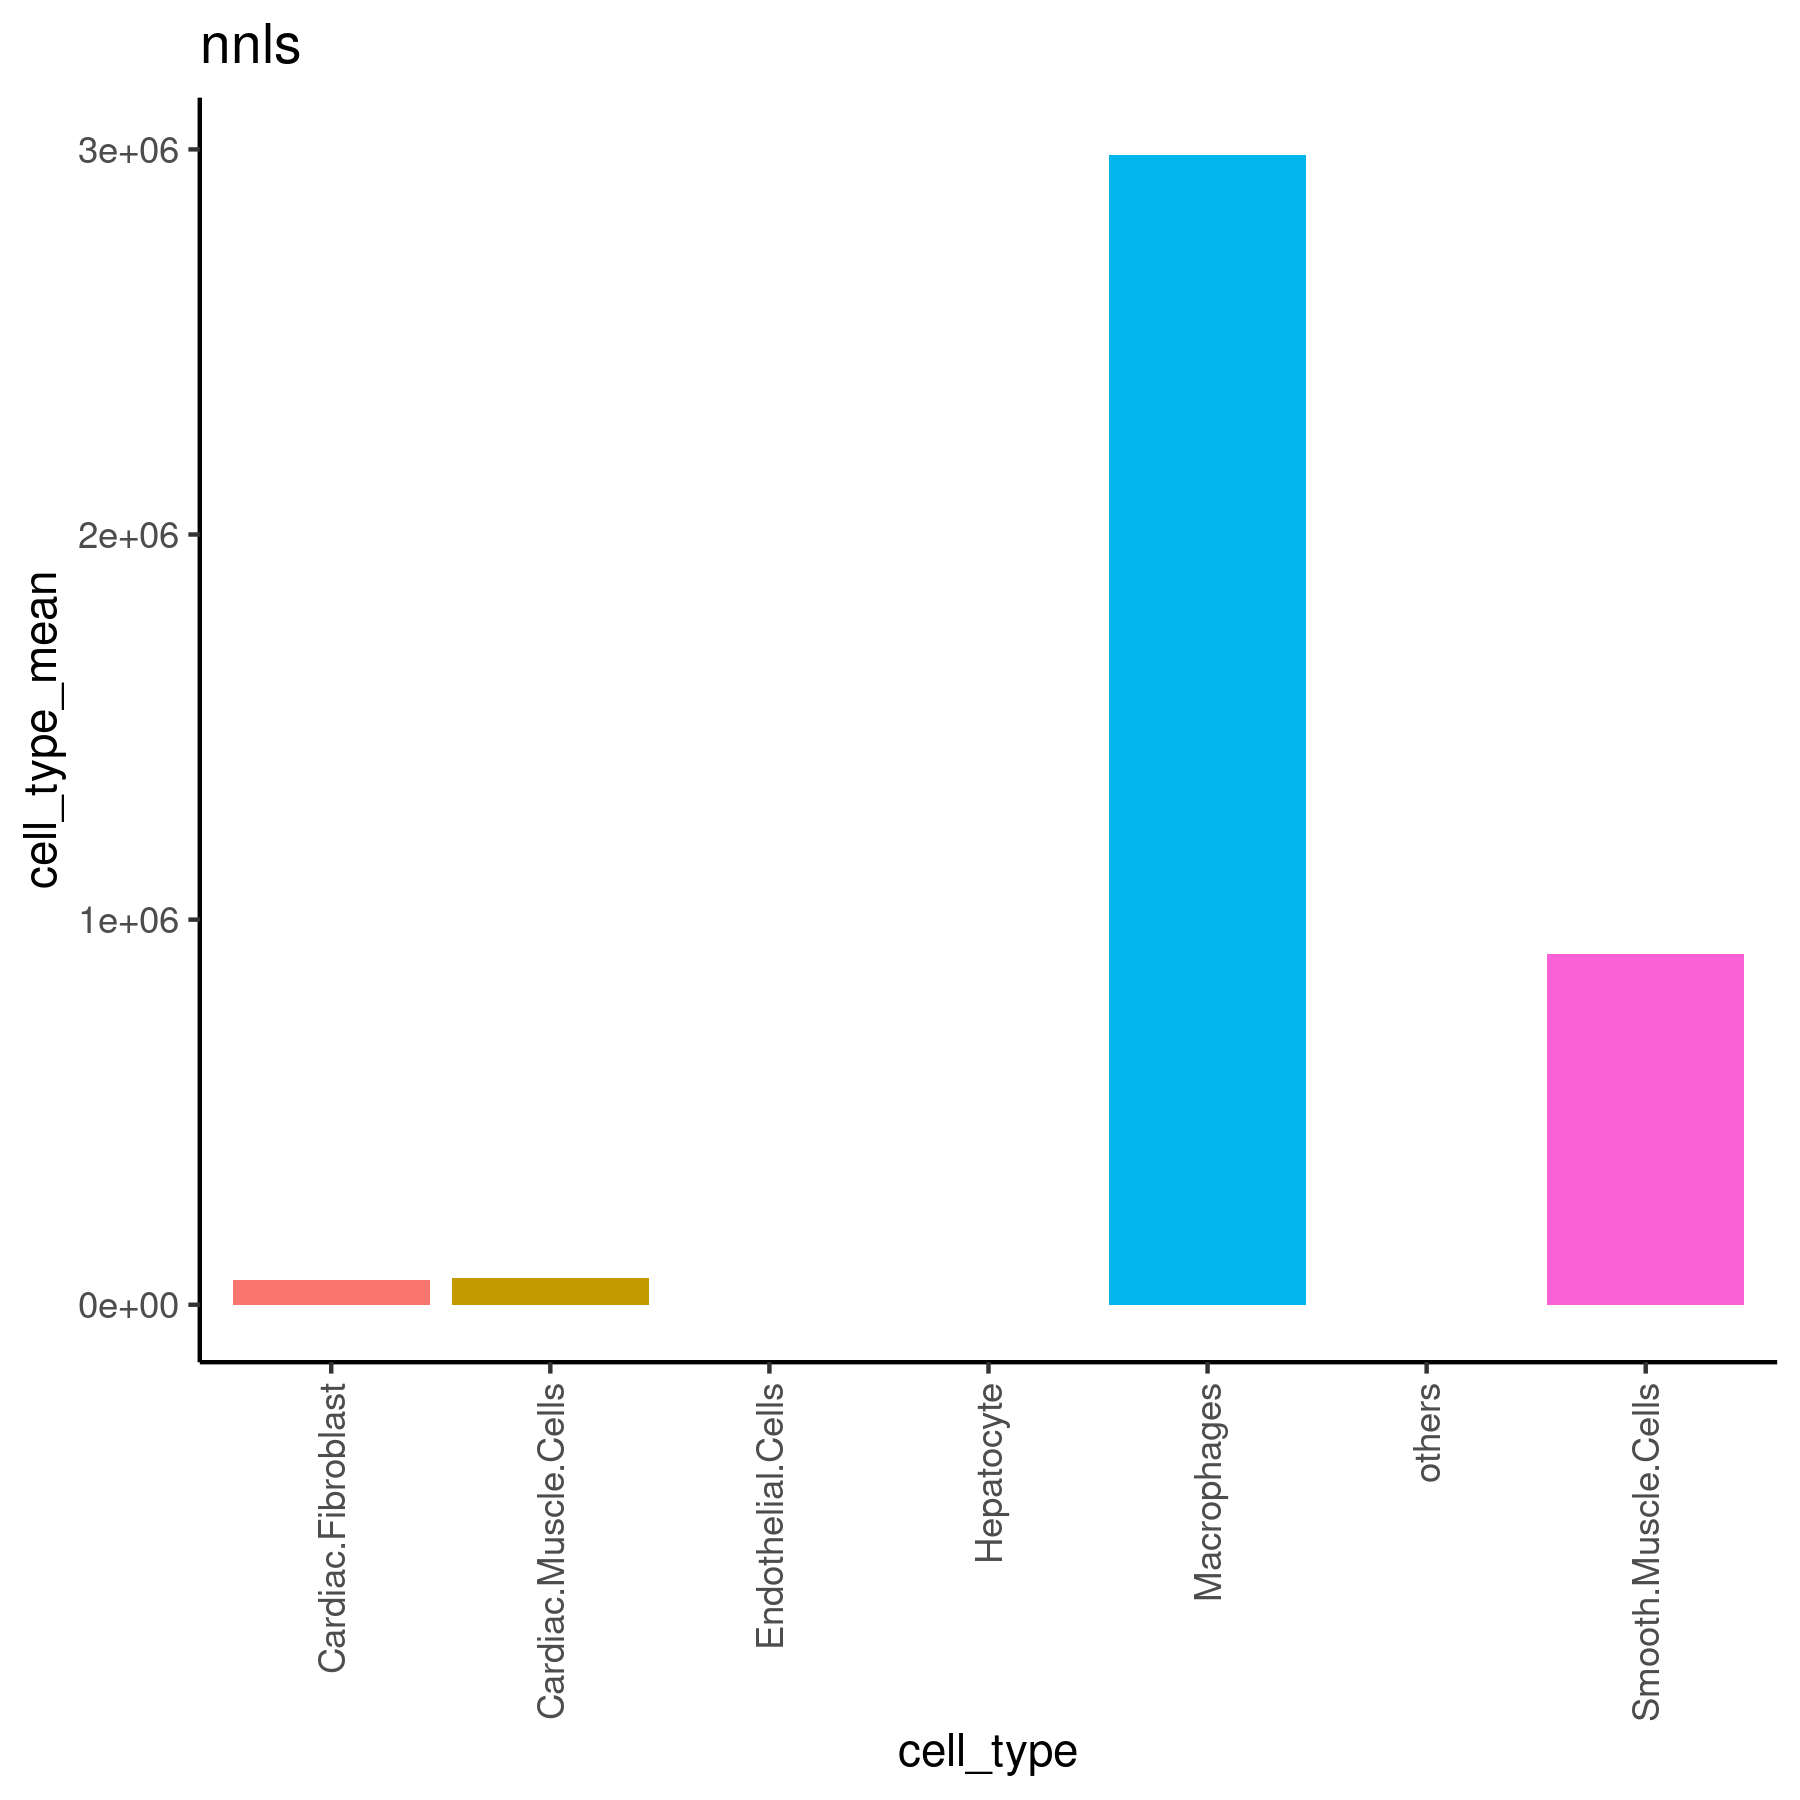 nnls
3e+06
2e+06
1e+06
0e+00
cell_type_mean
Cardiac.Fibroblast
Cardiac.Muscle.Cells
Endothelial.Cells
Hepatocyte
Macrophages
others
Smooth.Muscle.Cells
cell_type